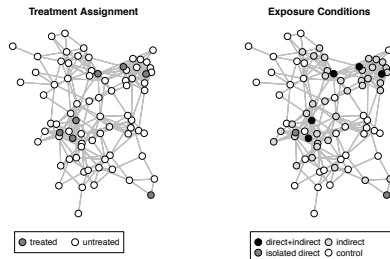 Treatment Assignment
Exposure Conditions
treated untreated
direct+indirect indirect
isolated direct control